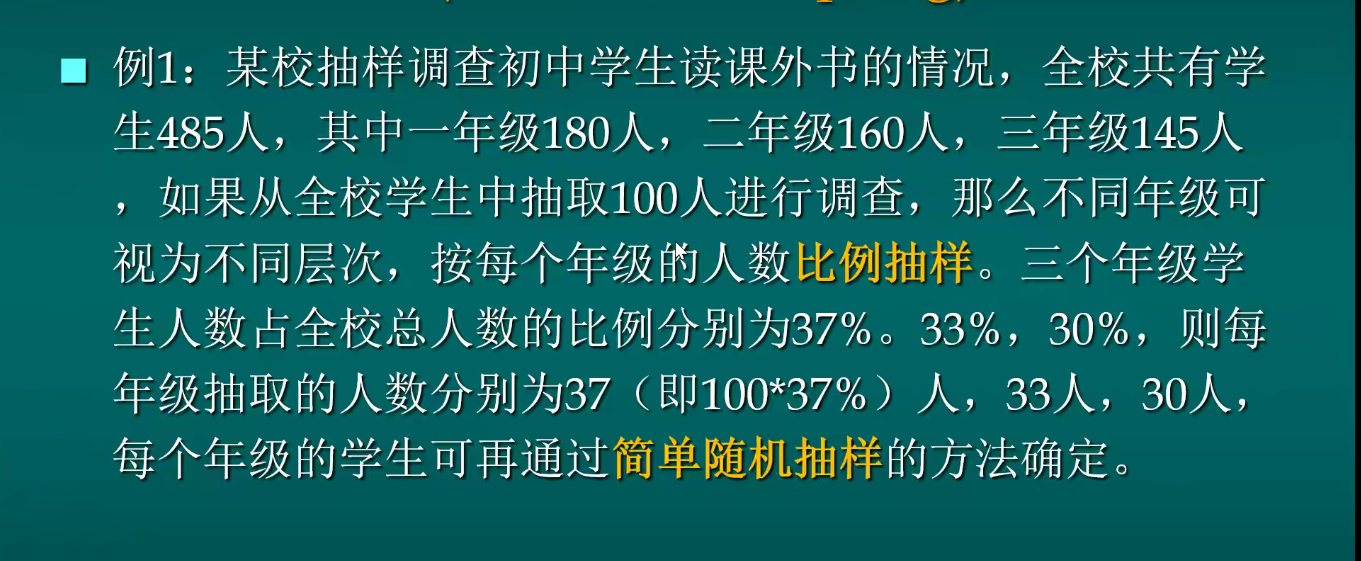 例1：某校抽样调查初中学生读课外书的情况，全校共有学
生485人，其中一年级180人，二年级160人，三年级145人
，如果从全校学生中抽取100人进行调查，那么不同年级可
视为不同层次，按每个年级的人数比例抽样。三个年级学
生人数占全校总人数的比例分别为37%。33%，30%，则每
年级抽取的人数分别为37（即100*37%）人，33人，30人，
每个年级的学生可再通过简单随机抽样的方法确定。